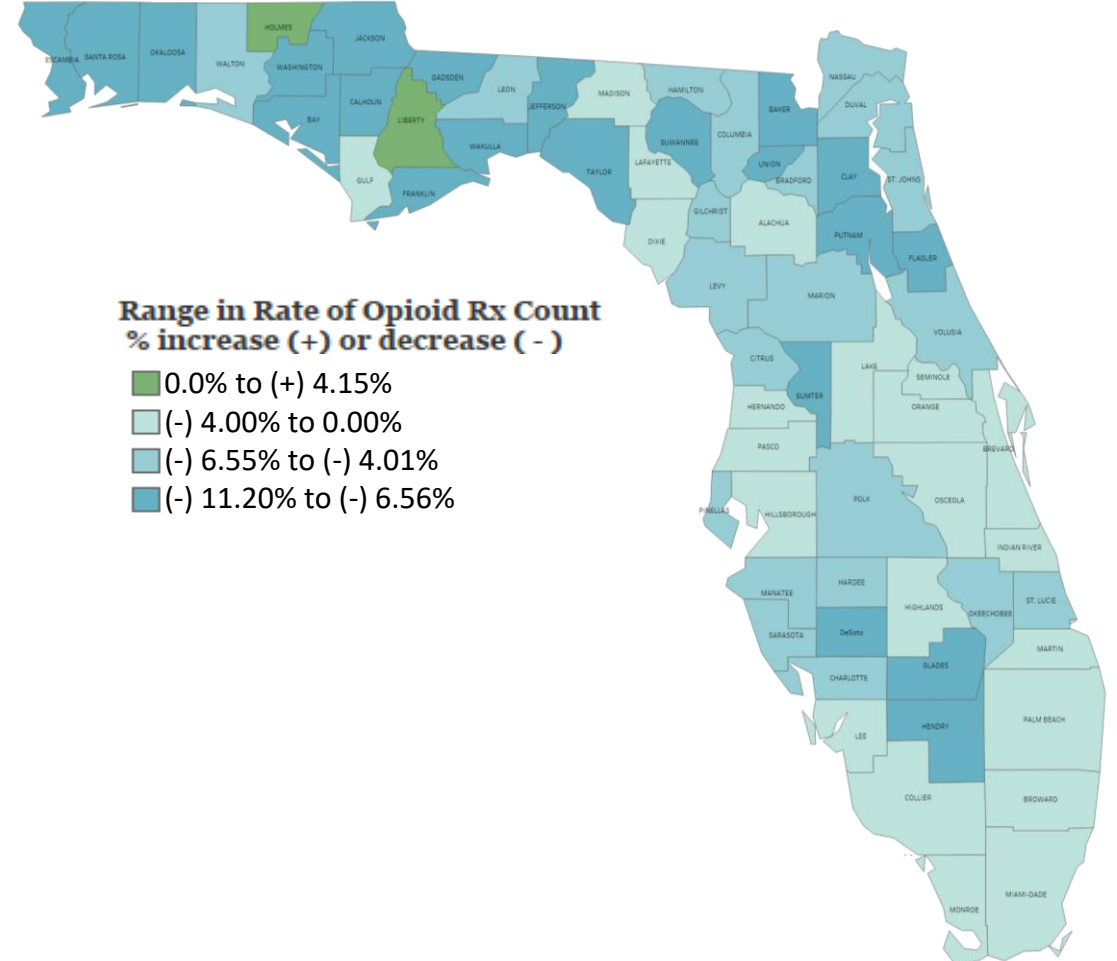 HOLMES
JACKSON
ESCAMBIA
SANTA ROSA
OKALOOSA
WALTON
WASHINGTON
BAY
CALHOUN
LIBERTY
GULF
GADSDEN
FRANKLIN
LEON
WAKULLA
JEFFERSON
MADISON
TAYLOR
HAMILTON
SUWANNEE
LAFAYETTE
DIXIE
COLUMBIA
BAKER
NASSAU
DUVAL
UNION
BRADFORD
CLAY
ST. JOHNS
GILCHRIST
ALACHUA
PUTNAM
FLAGLER
LEVY
MARION
VOLUSIA
Range in Rate of Opioid Rx Count
% increase (+) or decrease ( - )
0.0% to (+) 4.15%
(-) 4.00% to 0.00%
(-) 6.55% to (-) 4.01%
(-) 11.20% to (-) 6.56%
CITRUS
SUMTER
LAKE
SEMINOLE
HERNANDO
ORANGE
PASCO
BREVARD
PINELLAS
HILLSBOROUGH
POLK
OSCEOLA
INDIAN RIVER
MANATEE
HARDEE
HIGHLANDS
OKEECHOBEE
ST. LUCIE
SARASOTA
DeSoto
MARTIN
CHARLOTTE
GLADES
LEE
HENDRY
PALM BEACH
COLLIER
BROWARD
MONROE
MIAMI-DADE